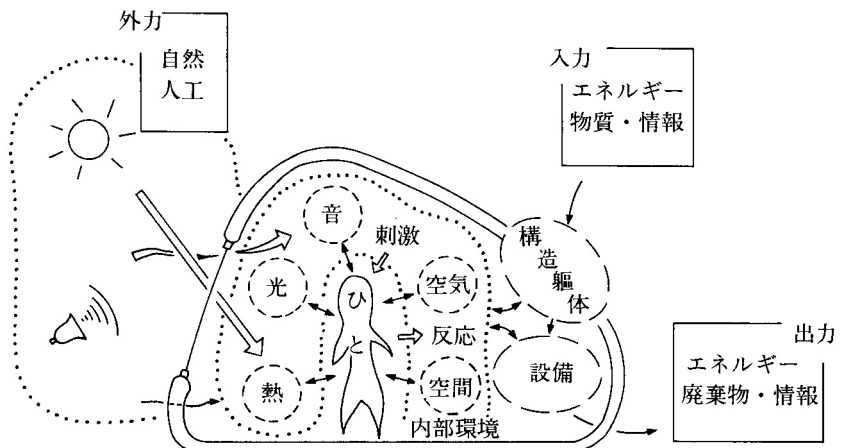 外力
自然
人工
入力
エネルギー
物質・情報
音
刺激
光
空気
構造躯体
ひと
反応
熱
空間
設備
内部環境
出力
エネルギー
廃棄物・情報